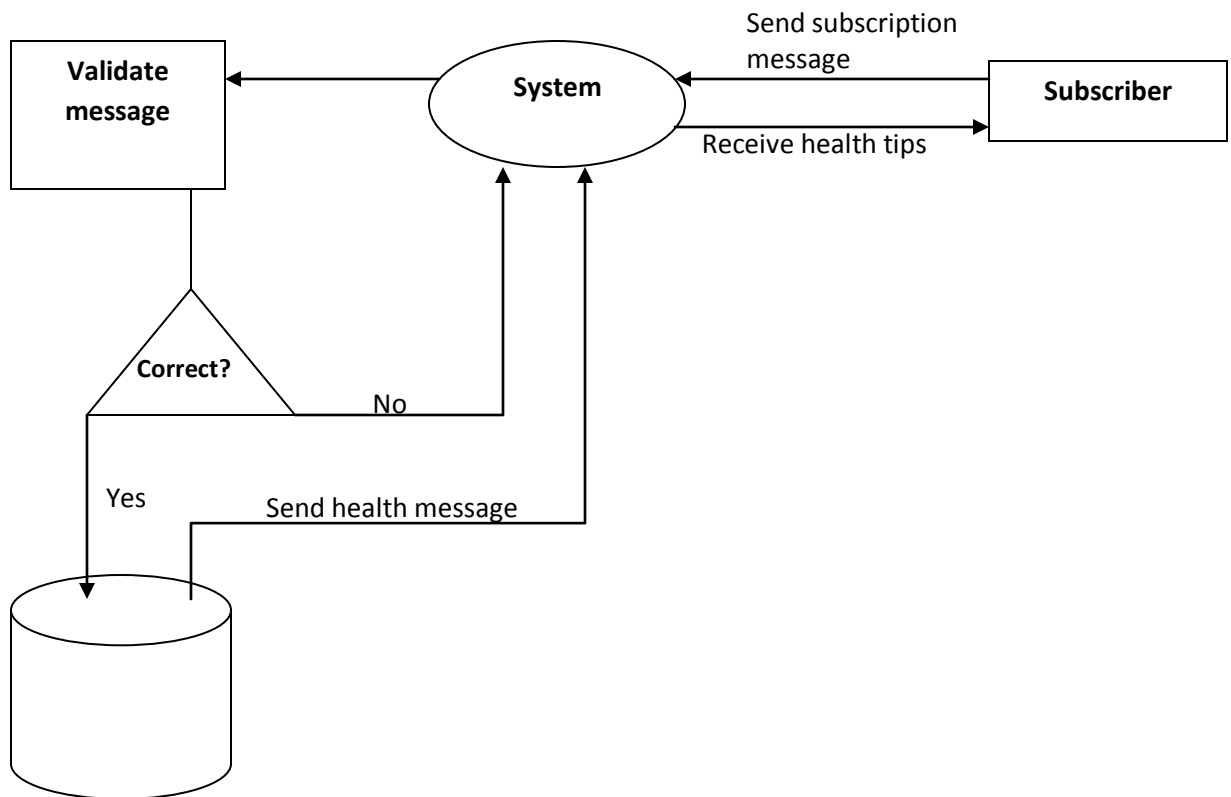 Send subscription
message
Validate
message
System
Subscriber
Receive health tips
Correct?
No
Yes
Send health message